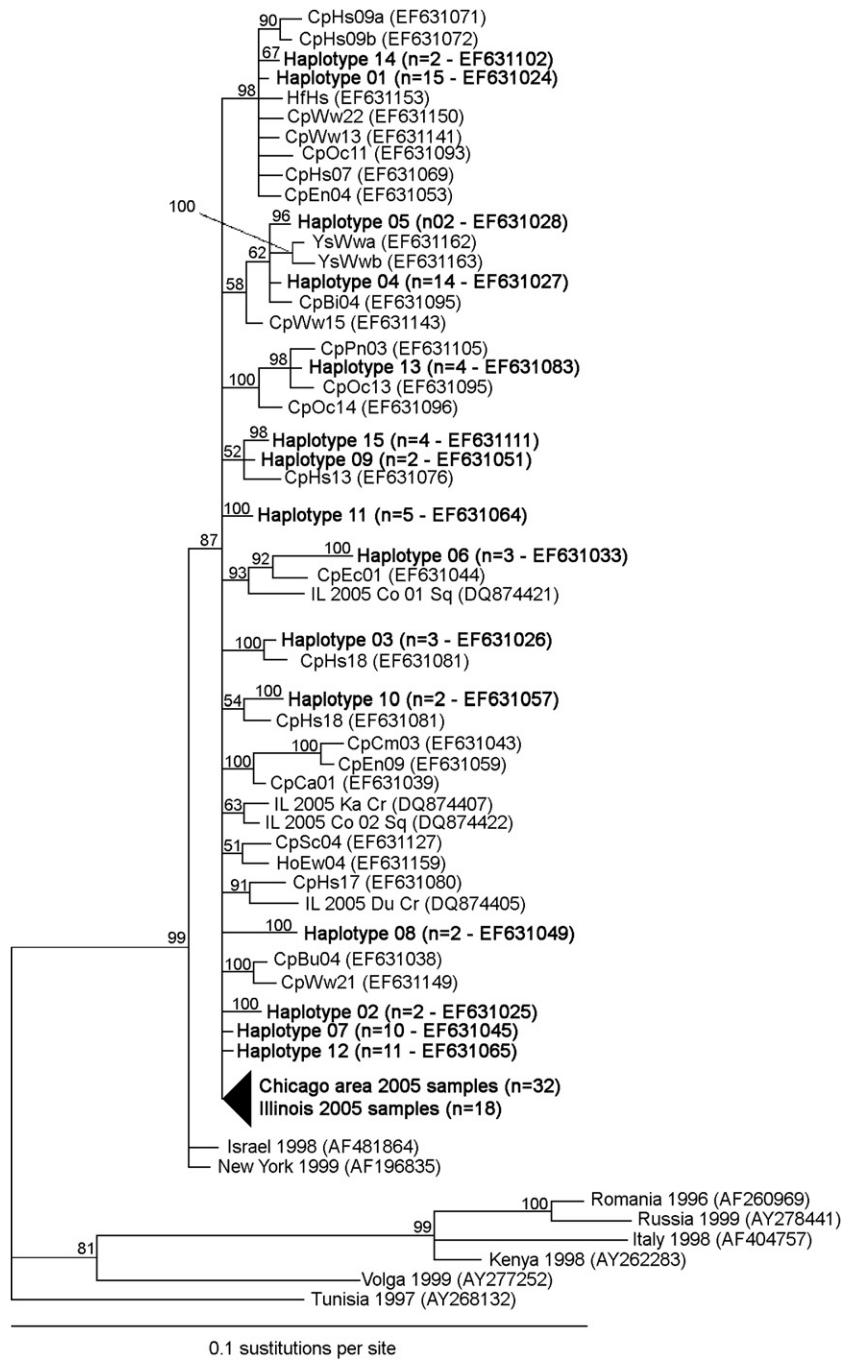 90
CpHs09a (EF631071)
CpHs09b (EF631072)
67
Haplotype 14 (n=2 - EF631102)
Haplotype 01 (n=15 - EF631024)
98
HfHs (EF631153)
CpWw22 (EF631150)
CpWw13 (EF631141)
CpOc11 (EF631093)
CpHs07 (EF631069)
CpEn04 (EF631053)
100
96
Haplotype 05 (n02 - EF631028)
YsWwa (EF631162)
62
YsWwb (EF631163)
58
Haplotype 04 (n=14 - EF631027)
CpBi04 (EF631095)
CpWw15 (EF631143)
CpPn03 (EF631105)
98
Haplotype 13 (n=4 - EF631083)
100
CpOc13 (EF631095)
CpOc14 (EF631096)
98
Haplotype 15 (n=4 - EF631111)
52
Haplotype 09 (n=2 - EF631051)
CpHs13 (EF631076)
100
Haplotype 11 (n=5 - EF631064)
87
100
Haplotype 06 (n=3 - EF631033)
92
93
CpEc01 (EF631044)
IL 2005 Co 01 Sq (DQ874421)
100
Haplotype 03 (n=3 - EF631026)
CpHs18 (EF631081)
54
100
Haplotype 10 (n=2 - EF631057)
CpHs18 (EF631081)
100
CpCm03 (EF631043)
100
CpEn09 (EF631059)
CpCa01 (EF631039)
63
IL 2005 Ka Cr (DQ874407)
IL 2005 Co 02 Sq (DQ874422)
51
CpSc04 (EF631127)
HoEw04 (EF631159)
91
CpHs17 (EF631080)
IL 2005 Du Cr (DQ874405)
99
100
Haplotype 08 (n=2 - EF631049)
100
CpBu04 (EF631038)
CpWw21 (EF631149)
100
Haplotype 02 (n=2 - EF631025)
Haplotype 07 (n=10 - EF631045)
Haplotype 12 (n=11 - EF631065)
Chicago area 2005 samples (n=32)
Illinois 2005 samples (n=18)
Israel 1998 (AF481864)
New York 1999 (AF196835)
100
Romania 1996 (AF260969)
99
Russia 1999 (AY278441)
Italy 1998 (AF404757)
81
Kenya 1998 (AY262283)
Volga 1999 (AY277252)
Tunisia 1997 (AY268132)
0.1 sustitutions per site